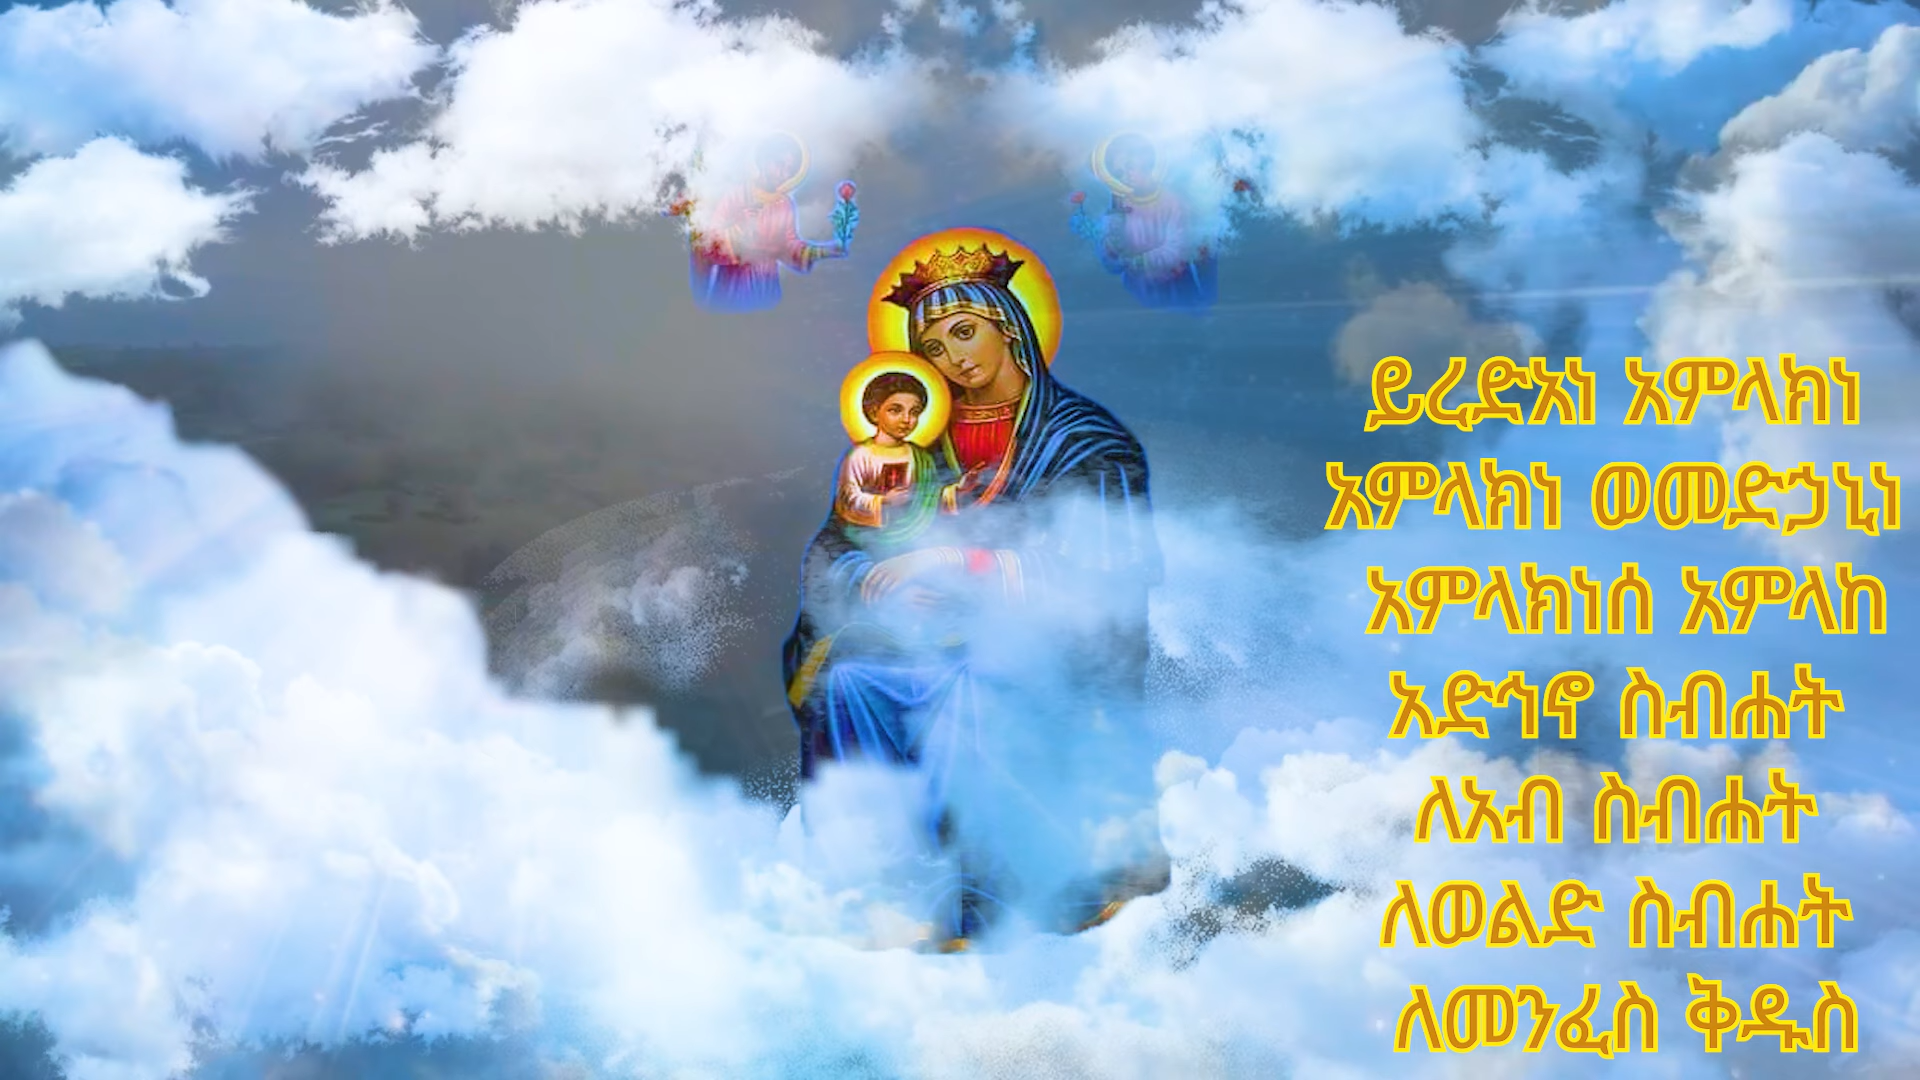 ይረድአነ አምላክነ
አምላክነ ወመድኃኒነ
አምላክነሰ አምላከ
አድኅኖ ስብሐት
ለአብ ስብሐት
ለወልድ ስብሐት
ለመንፈስ ቅዱስ